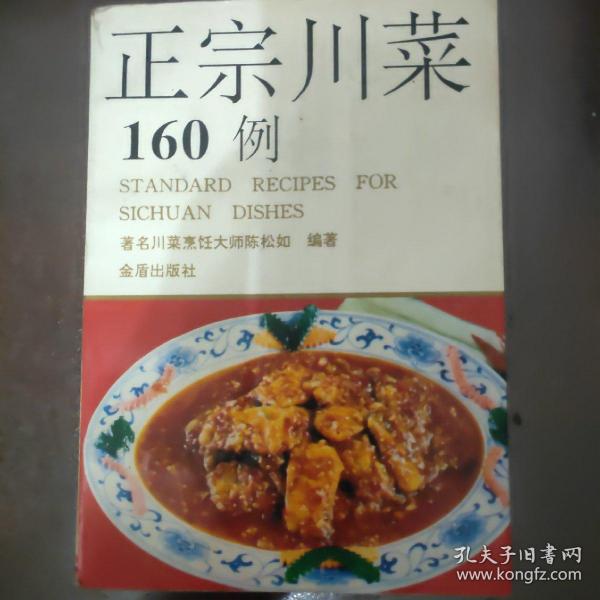 正宗川菜
160 例
STANDARD RECIPES FOR
SICHUAN DISHES
著名川菜烹饪大师陈松如 编著
金盾出版社
孔夫子旧书网
www.kongfz.com